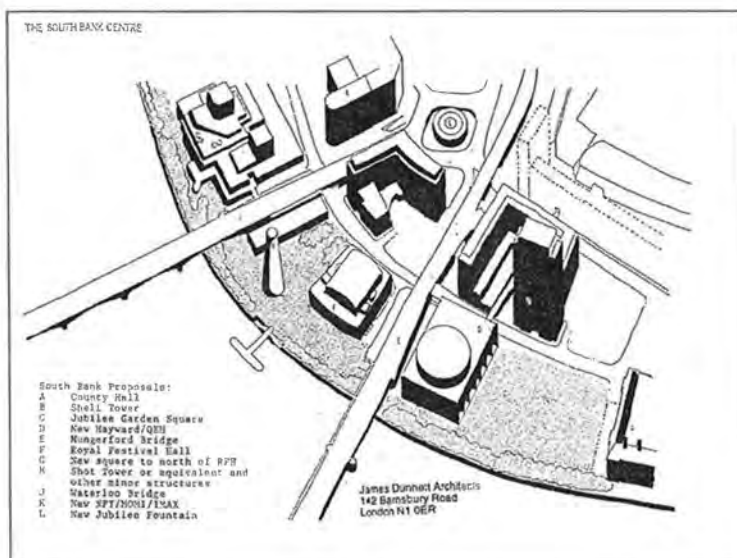 THE SOUTH BANK CENTRE
South Bank Proposals:
A County Hall
B Shell Tower
C Jubilee Garden Square
D New Hayward/QEH
E Hungerford Bridge
F Royal Festival Hall
G New square to north of RFH
H Shot Tower or equivalent and
other minor structures
J Waterloo Bridge
K New NFT/MOMI/IMAX
L New Jubilee Fountain
James Dunnett Architects
142 Barnsbury Road
London N1 0ER